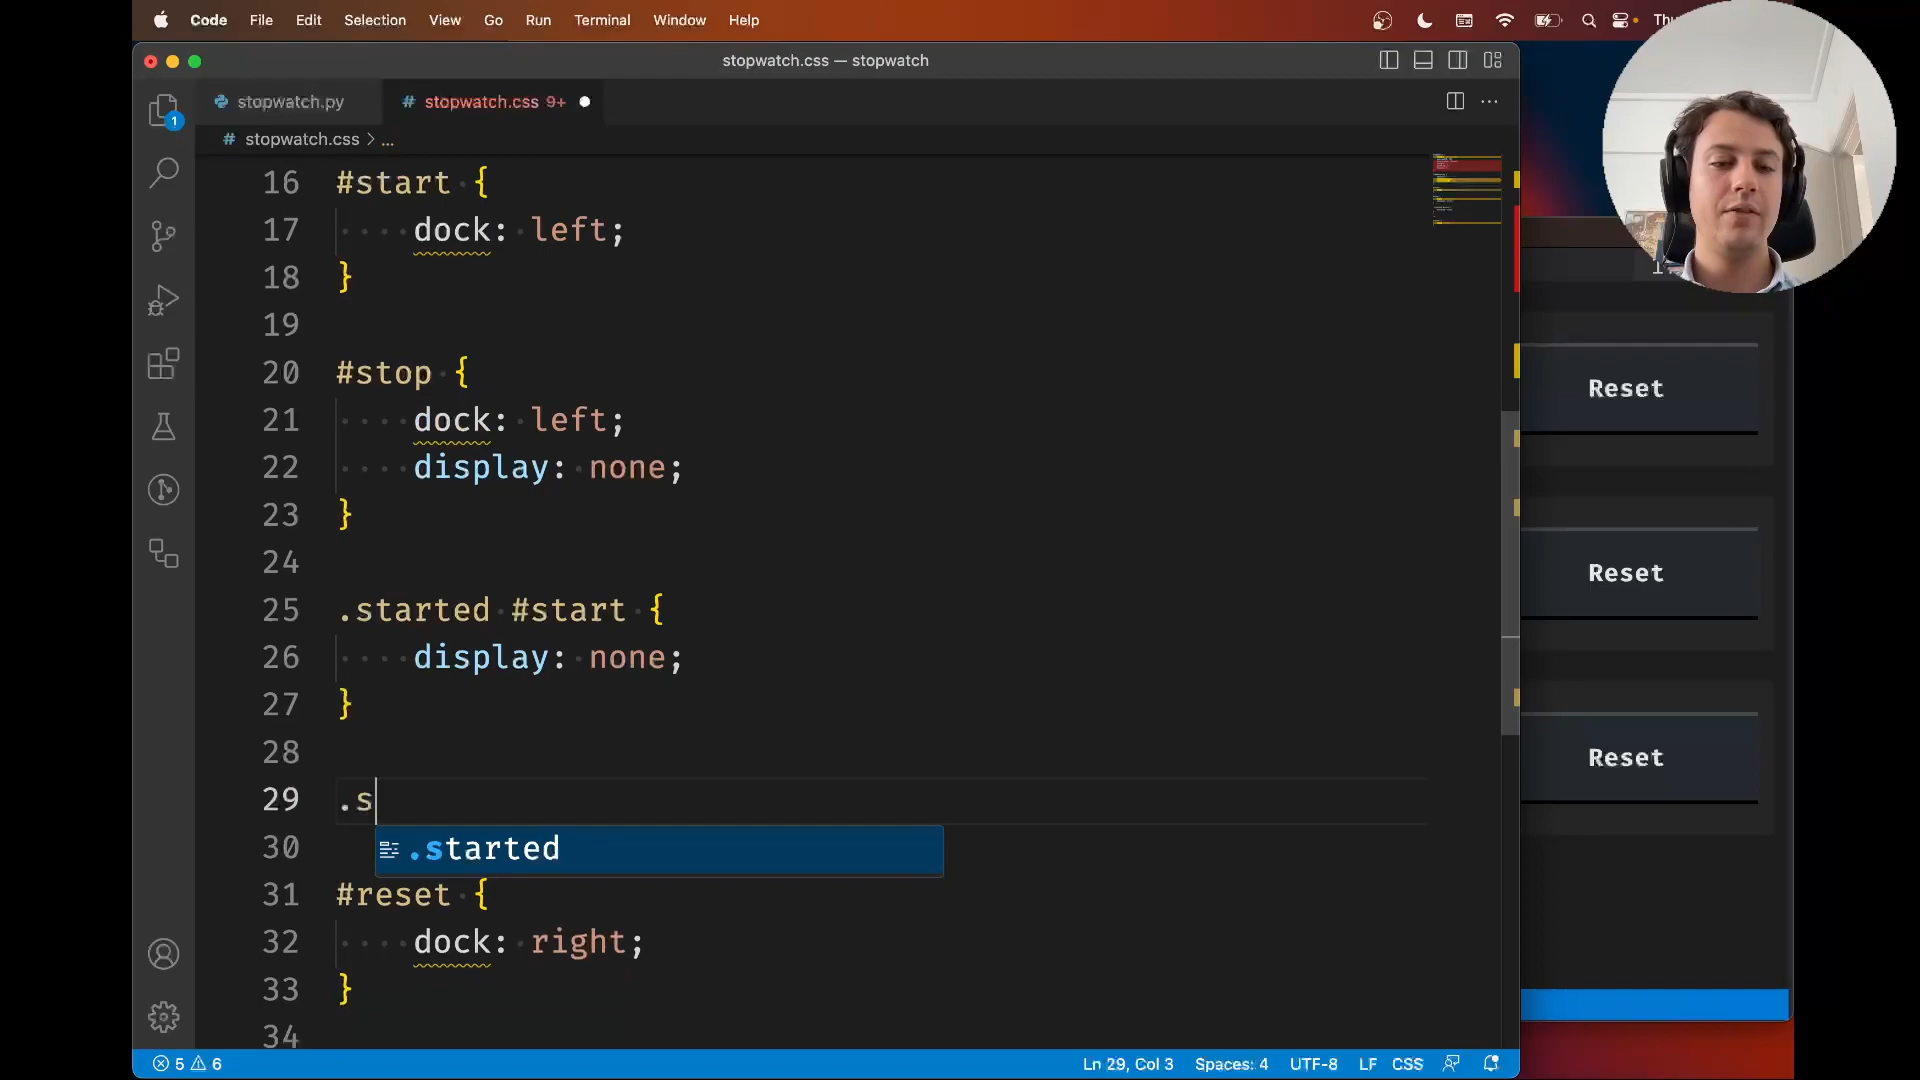 Code File Edit Selection View Go Run Terminal Window Help
stopwatch.css — stopwatch
stopwatch.py
# stopwatch.css 9+
# stopwatch.css > ...
1
16 #start {
17 dock: left;
18 }
19
20 #stop {
21 dock: left;
22 display: none;
23 }
24
25 .started #start {
26 display: none;
27 }
28
29 .s
.started
30
31 #reset {
32 dock: right;
33 }
34
Reset
Reset
Reset
5 6 Ln 29, Col 3 Spaces: 4 UTF-8 LF CSS